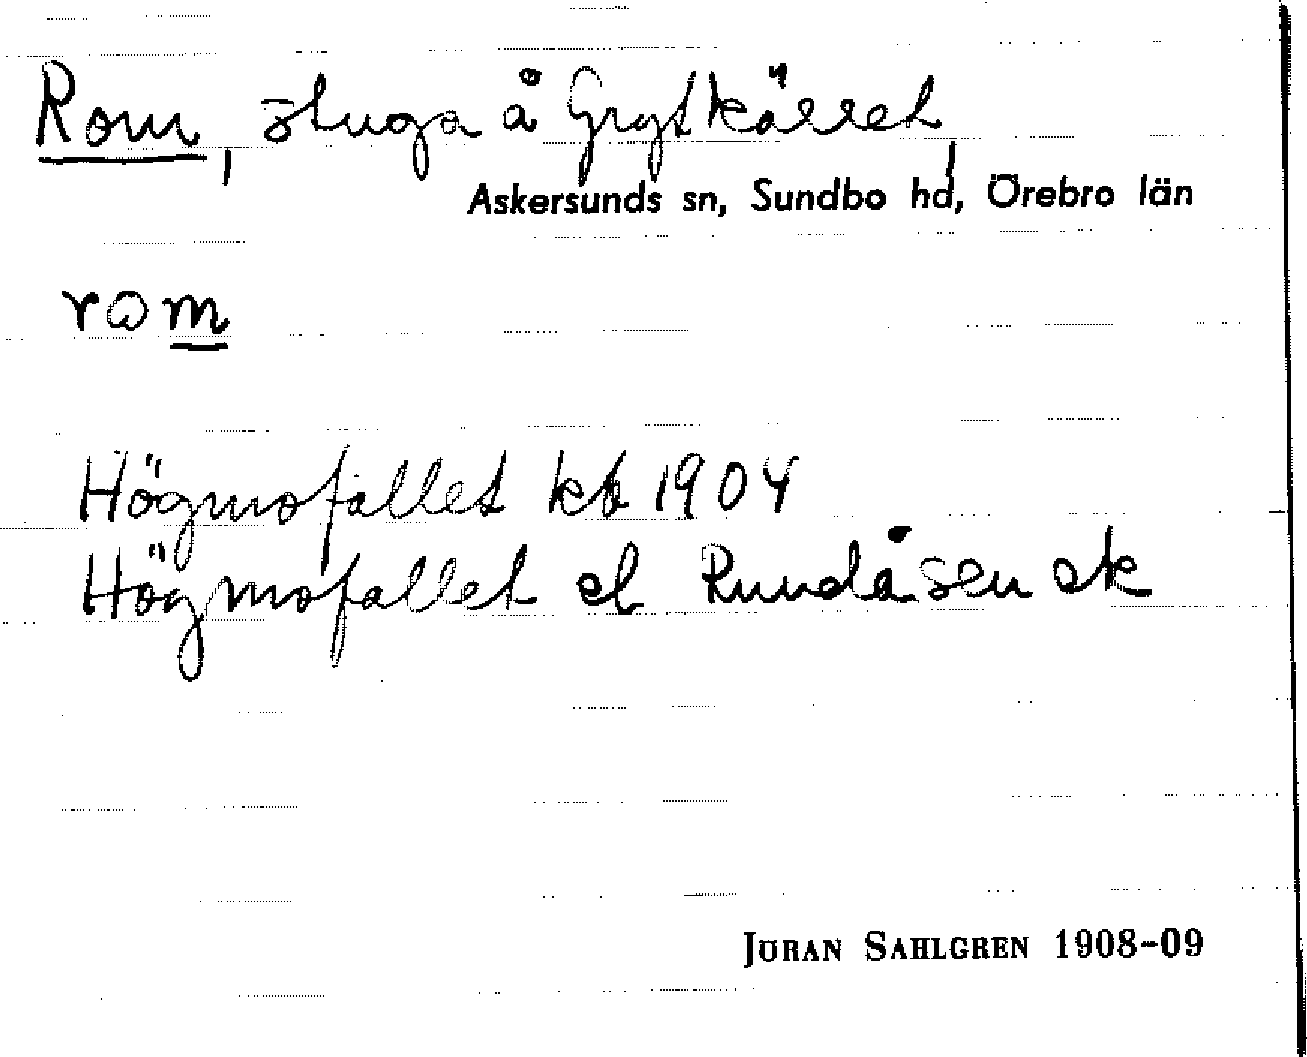 Rom, stuga å Grytkärret,
Askersunds sn, Sundbo hd, Örebro län
rom
Högmofallet kb 1904
Högmofallet el Rundåsen ek
JÖRAN SAHLGREN 1908-09